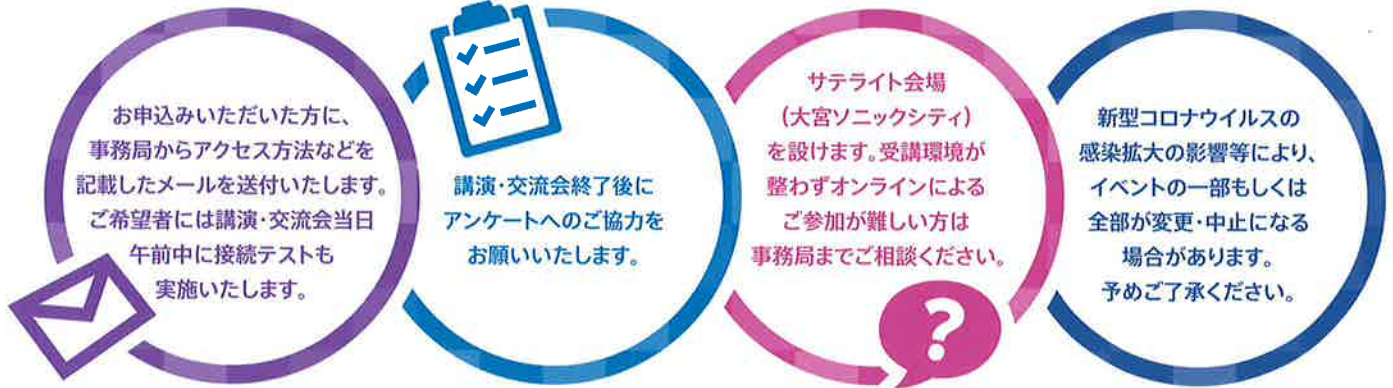 お申込みいただいた方に、
事務局からアクセス方法などを
記載したメールを送付いたします。
ご希望者には講演・交流会当日
午前中に接続テストも
実施いたします。
講演・交流会終了後に
アンケートへのご協力を
お願いいたします。
サテライト会場
(大宮ソニックシティ)
を設けます。受講環境が
整わずオンラインによる
ご参加が難しい方は
事務局までご相談ください。
?
新型コロナウイルスの
感染拡大の影響等により、
イベントの一部もしくは
全部が変更・中止になる
場合があります。
予めご了承ください。